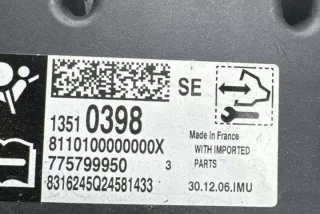 SE
1351 0398
8110100000000X
775799950 3
8316245Q24581433
Made in France
WITH IMPORTED
PARTS
30.12.06.IMU